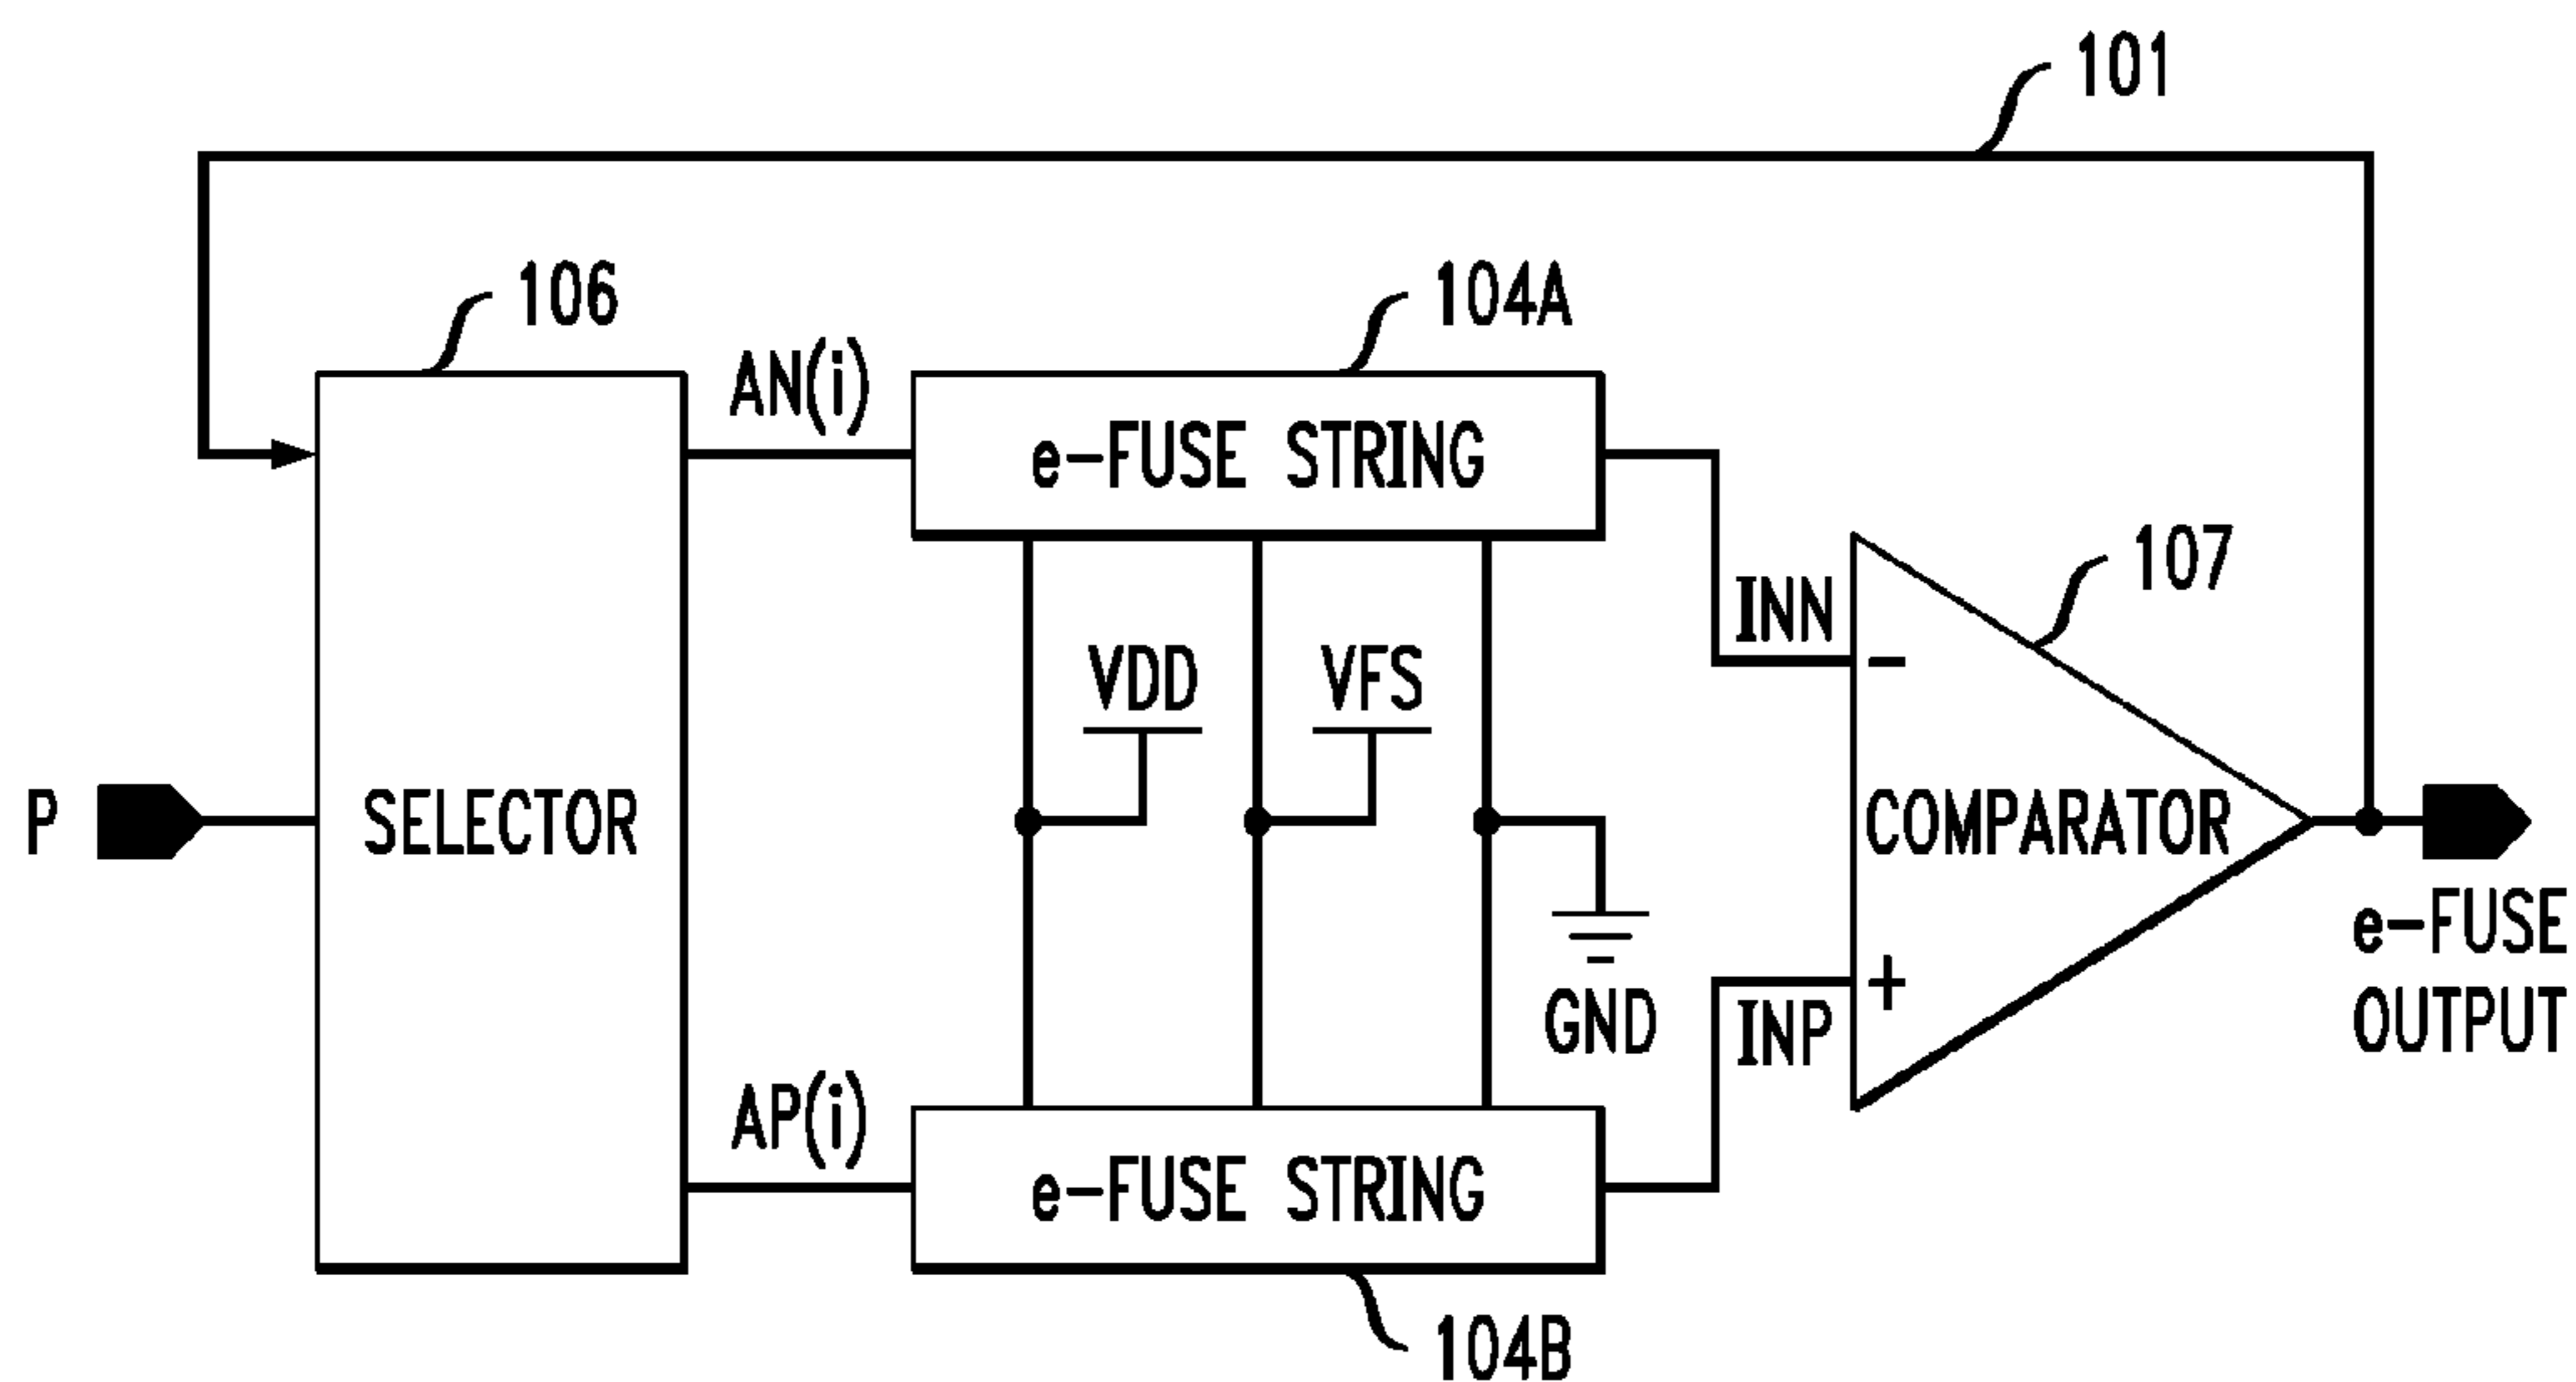 101
106
104A
AN(i)
e-FUSE STRING
107
INN
VDD
VFS
-
P
SELECTOR
COMPARATOR
e-FUSE
OUTPUT
+
GND
INP
AP(i)
e-FUSE STRING
104B